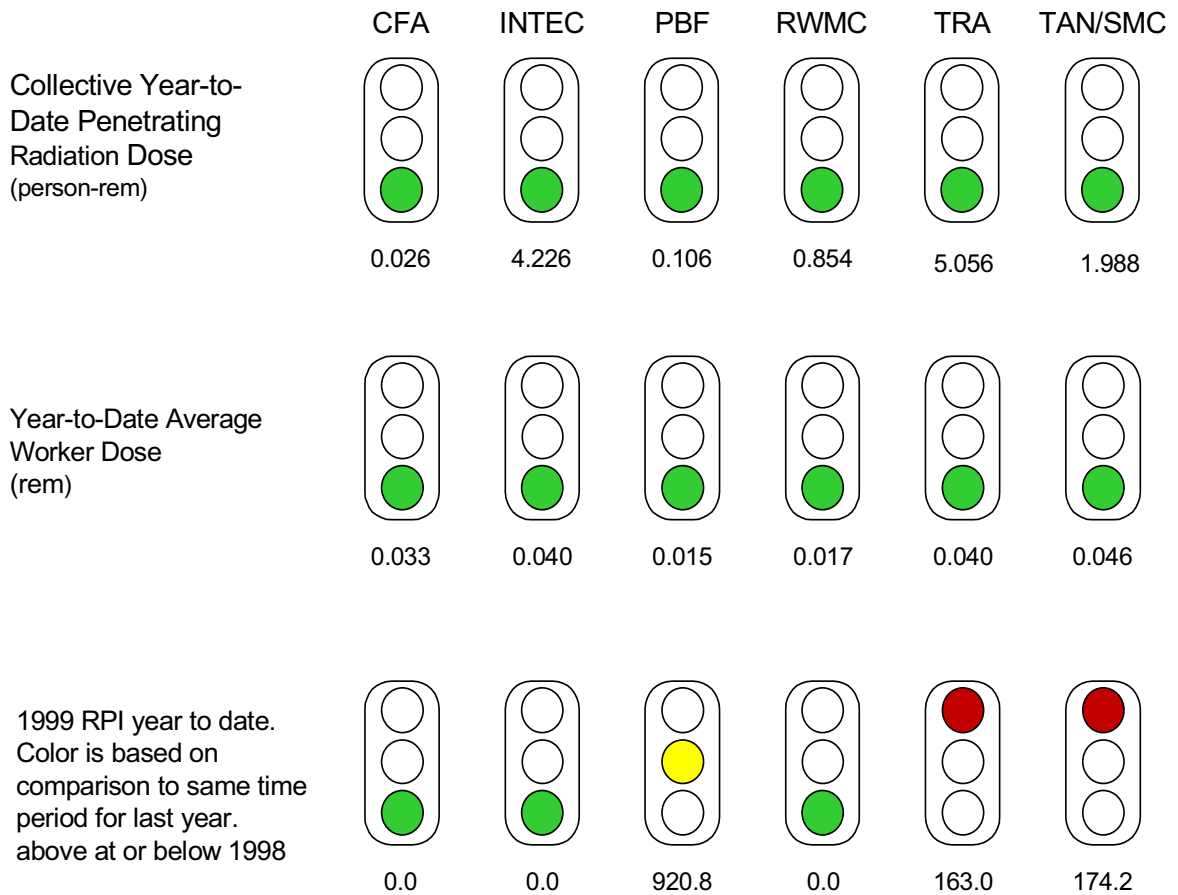 CFA INTEC PBF RWMC TRA TAN/SMC
Collective Year-to-
Date Penetrating
Radiation Dose
(person-rem)
0.026 4.226 0.106 0.854 5.056 1.988
Year-to-Date Average
Worker Dose
(rem)
0.033 0.040 0.015 0.017 0.040 0.046
1999 RPI year to date.
Color is based on
comparison to same time
period for last year.
above at or below 1998
0.0 0.0 920.8 0.0 163.0 174.2